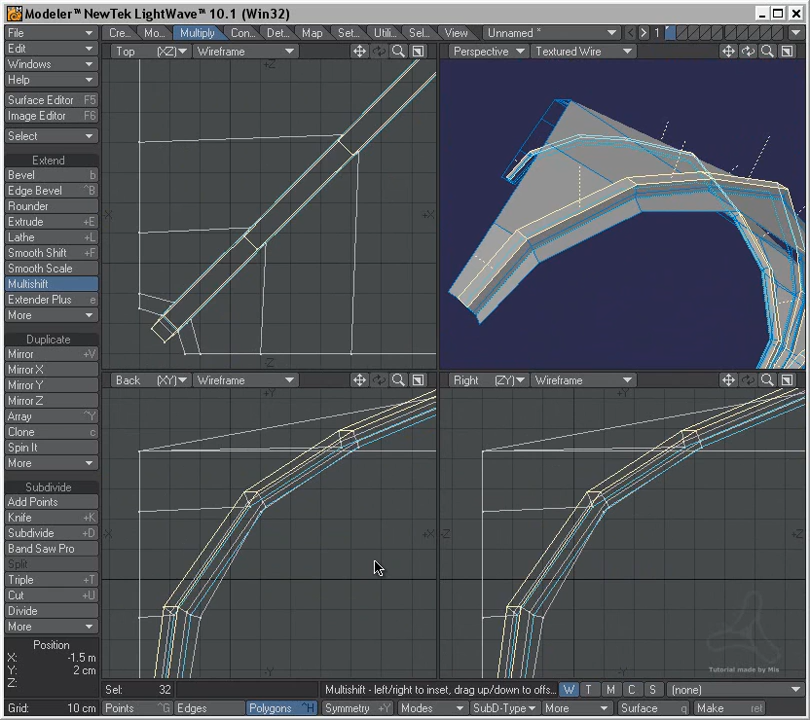 Modeler™ NewTek LightWave™ 10.1 (Win32)
File Cre... Mo... Multiply Con... Det... Map Set... Utili... Sel... View Unnamed * 1
Edit Top (XZ) Wireframe Perspective Textured Wire
Windows
Help
Surface Editor F5
Image Editor F6
Select
Extend
Bevel b
Edge Bevel ^B
Rounder
Extrude +E
Lathe +L
Smooth Shift +F
Smooth Scale
Multishift
Extender Plus e
More
Duplicate
Mirror +V
Mirror X
Mirror Y
Mirror Z
Array ^Y
Clone c
Spin It
More
Back (XY) Wireframe Right (ZY) Wireframe
Subdivide
Add Points
Knife +K
Subdivide +D
Band Saw Pro
Split
Triple +T
Cut +U
Divide
More
Position
X: -1.5 m
Y: 2 cm
Z:
Tutorial made by Mis
Sel: 32 Multishift - left/right to inset, drag up/down to offs... W T M C S (none)
Grid: 10 cm Points ^G Edges Polygons ^H Symmetry +Y Modes SubD-Type More Surface q Make ret